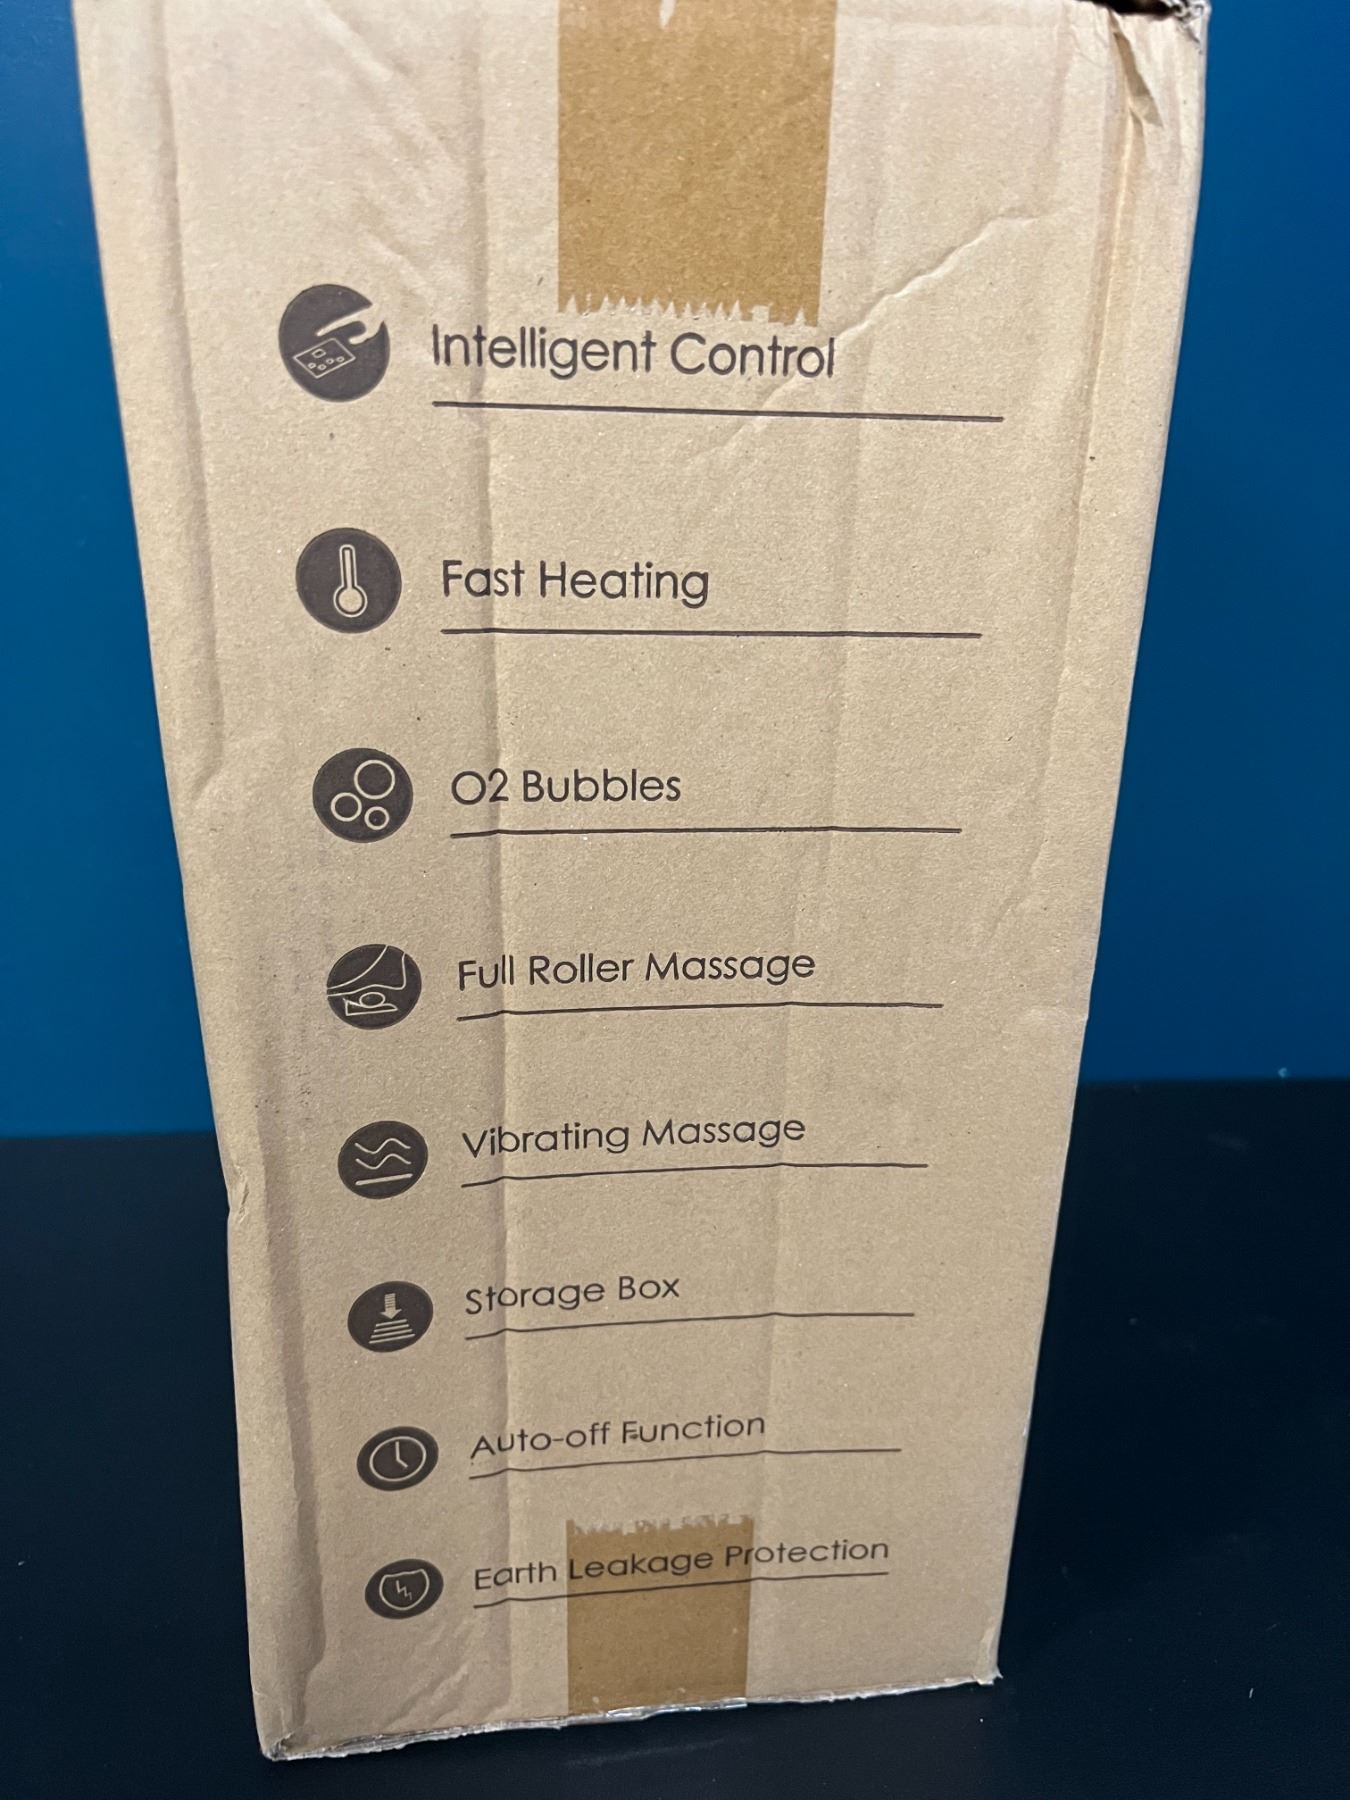 Intelligent Control
Fast Heating
O2 Bubbles
Full Roller Massage
Vibrating Massage
Storage Box
Auto-off Function
Earth Leakage Protection